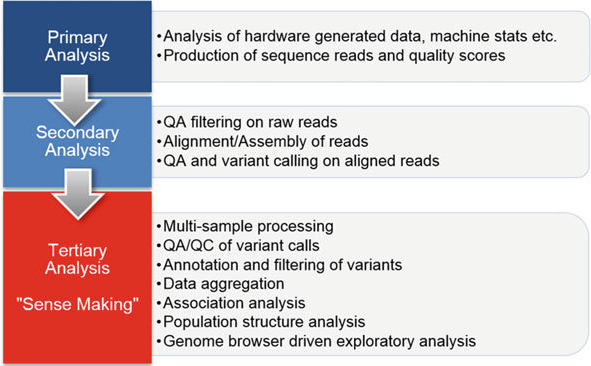 Primary
Analysis
•Analysis of hardware generated data, machine stats etc.
•Production of sequence reads and quality scores
Secondary
Analysis
•QA filtering on raw reads
•Alignment/Assembly of reads
•QA and variant calling on aligned reads
Tertiary
Analysis
"Sense Making"
•Multi-sample processing
•QA/QC of variant calls
•Annotation and filtering of variants
•Data aggregation
•Association analysis
•Population structure analysis
•Genome browser driven exploratory analysis